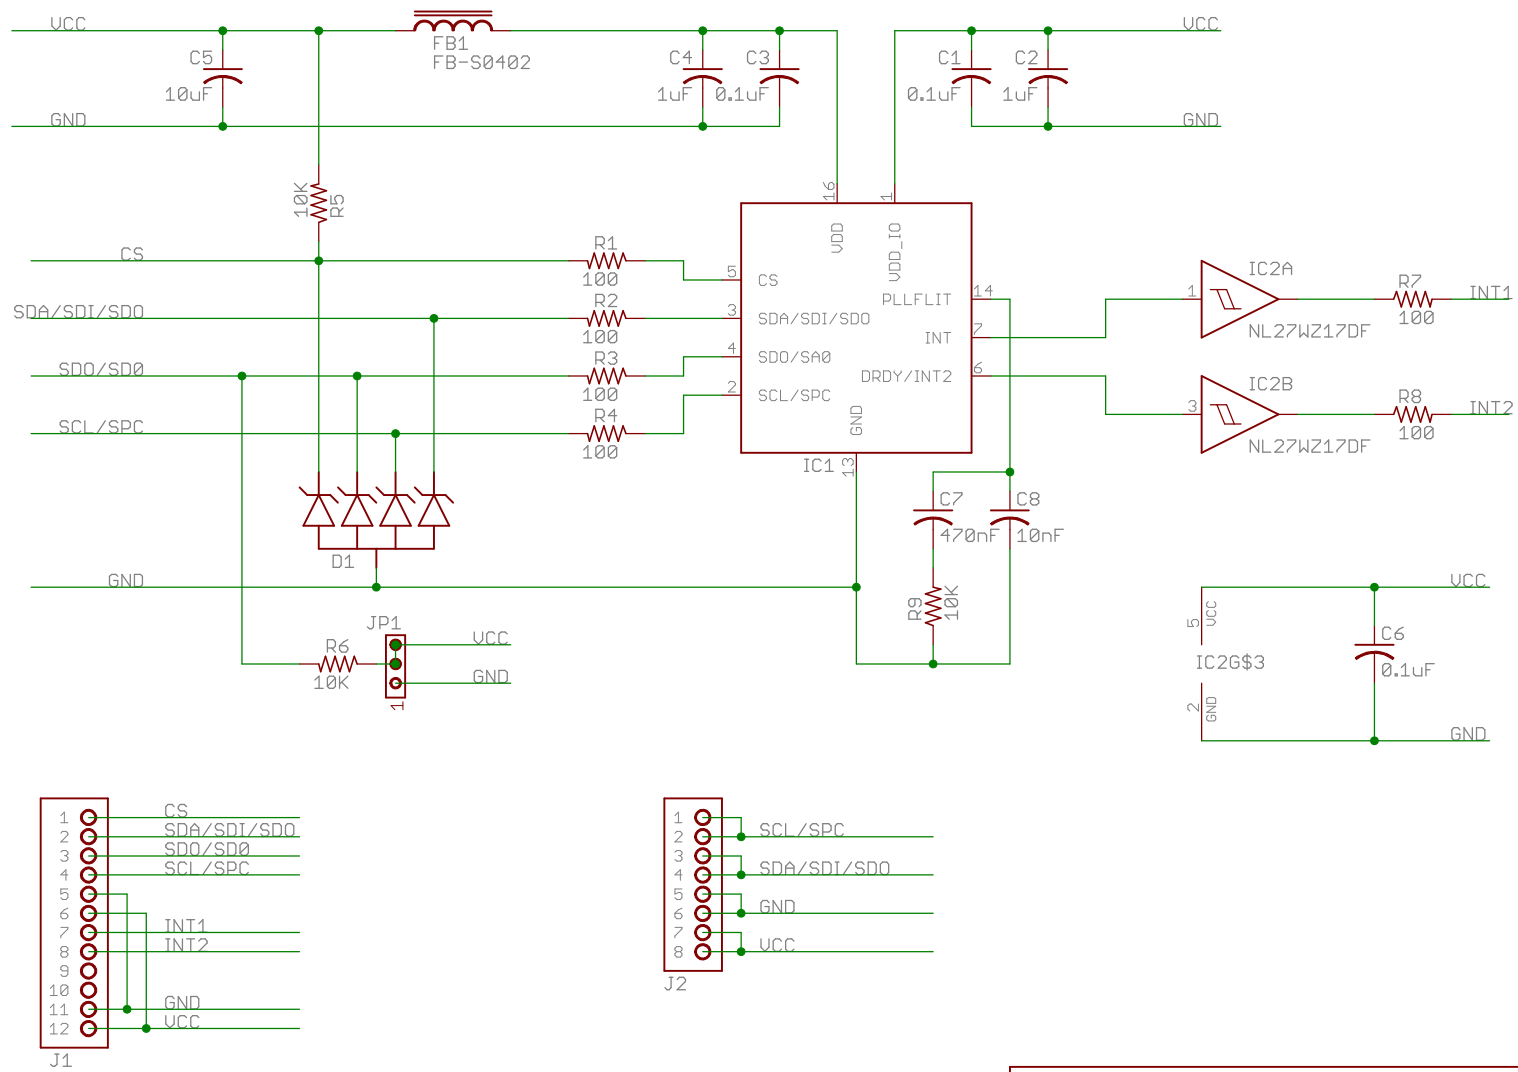 VCC
FB1
FB-S0402
C5
10uF
C4
1uF
C3
0.1uF
C1
0.1uF
C2
1uF
VCC
GND
GND
10K
R5
16
1
VDD
VDD_IO
CS
R1
100
5
CS
SDA/SDI/SDO
R2
100
3
SDA/SDI/SDO
SDO/SD0
R3
100
4
SDO/SA0
SCL/SPC
R4
100
2
SCL/SPC
PLLFLIT
14
INT
7
DRDY/INT2
6
GND
IC1
13
1
IC2A
NL27WZ17DF
R7
100
INT1
3
IC2B
NL27WZ17DF
R8
100
INT2
D1
GND
C7
470nF
C8
10nF
R9
10K
JP1
R6
10K
VCC
GND
1
VCC
5
VCC
IC2G$3
2
GND
C6
0.1uF
GND
1
CS
2
SDA/SDI/SDO
3
SDO/SD0
4
SCL/SPC
5
6
7
INT1
8
INT2
9
10
11
GND
12
VCC
J1
1
2
SCL/SPC
3
4
SDA/SDI/SDO
5
6
GND
7
8
VCC
J2